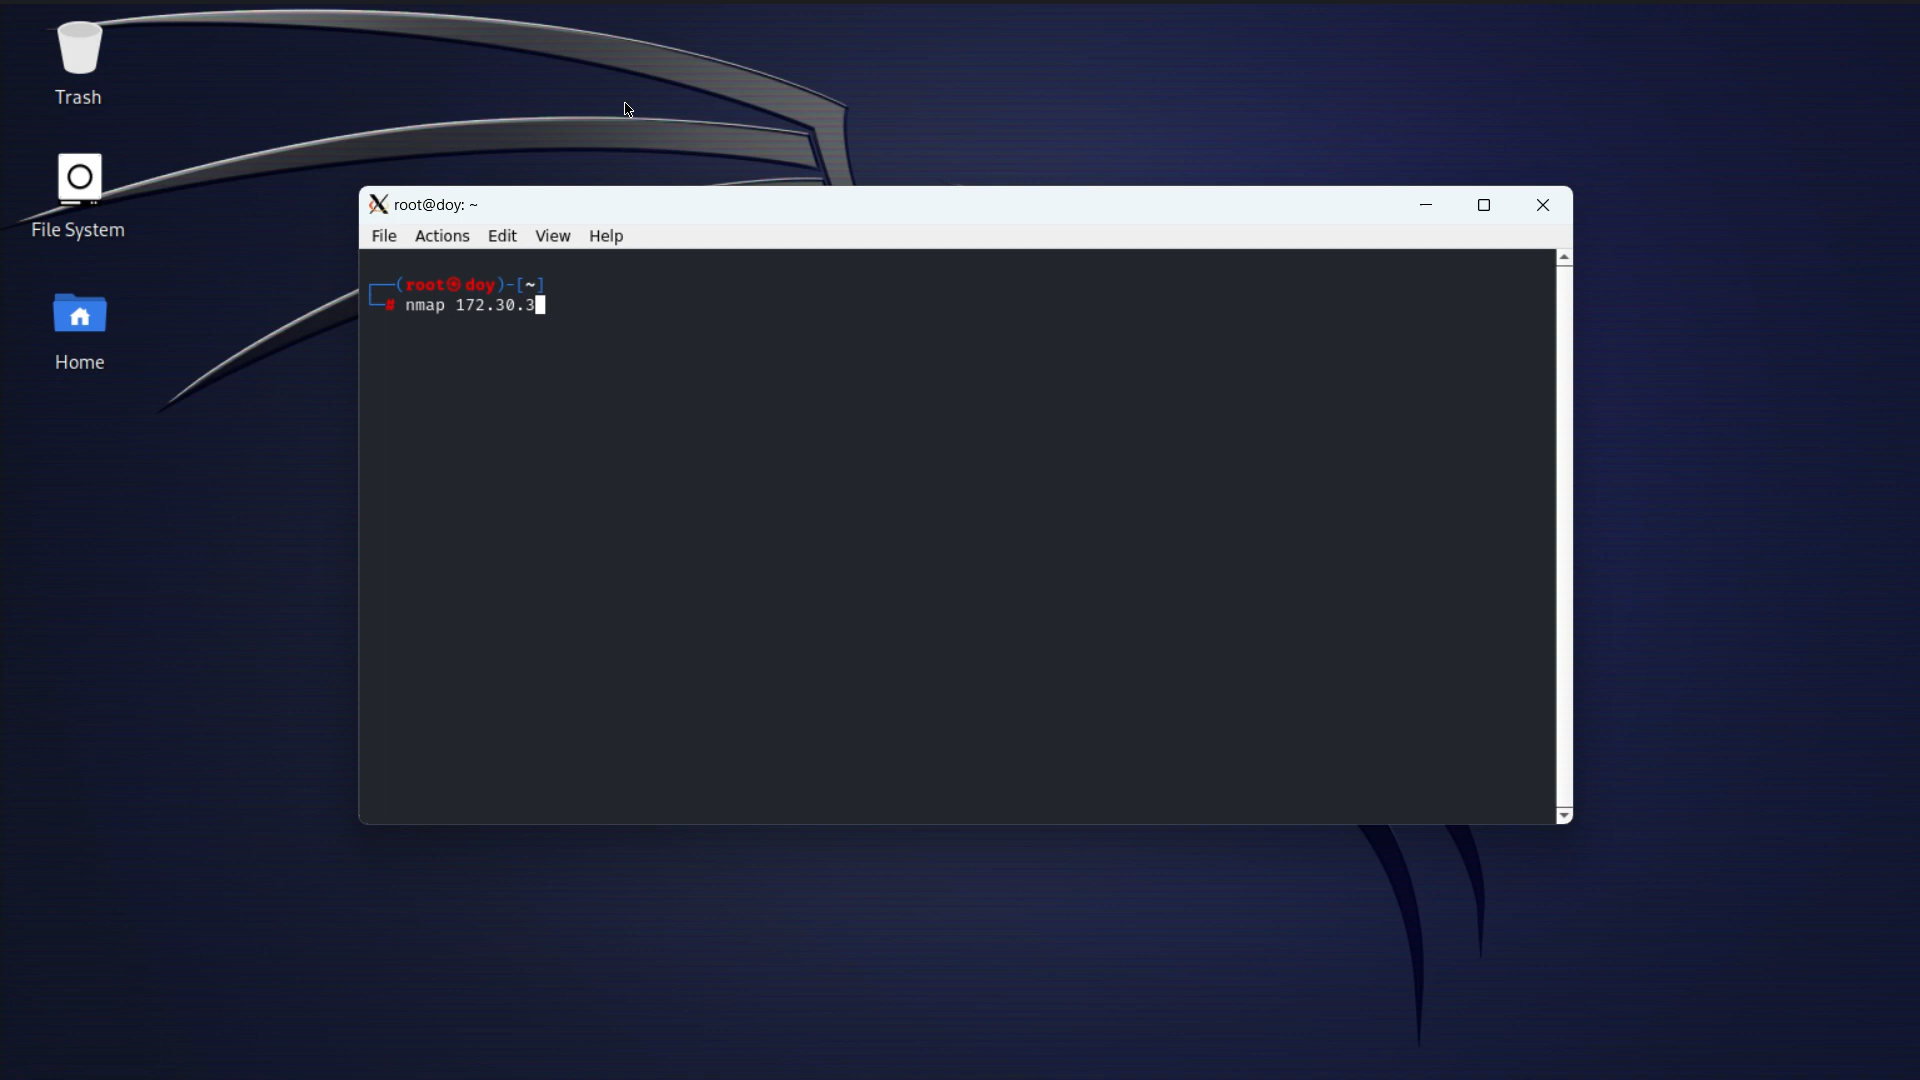 Trash
File System
Home
root@doy: ~
File Actions Edit View Help
┌──(root㉿doy)-[~]
└─# nmap 172.30.3